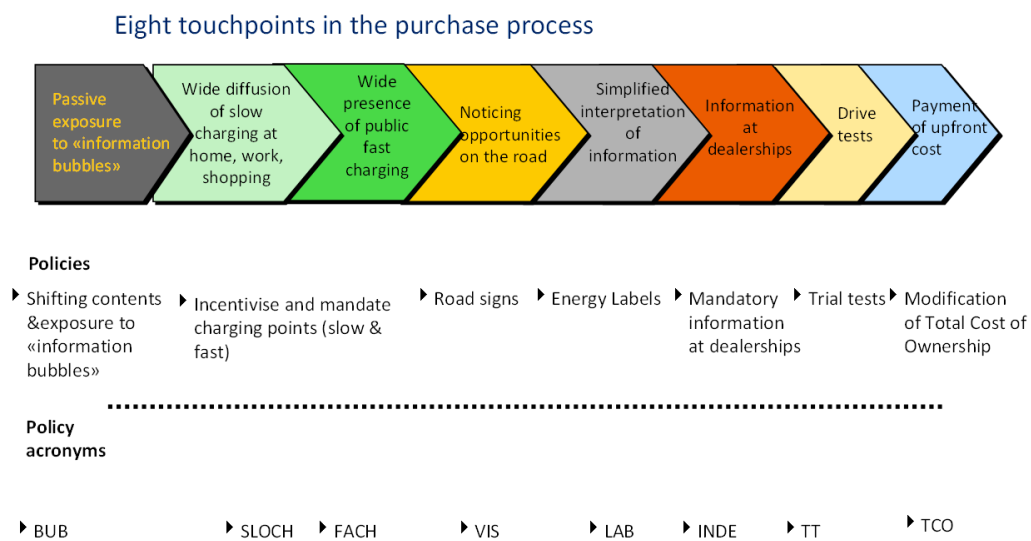 Eight touchpoints in the purchase process
Passive
exposure
to «information
bubbles»
Wide diffusion
of slow
charging at
home, work,
shopping
Wide
presence
of public
fast
charging
Noticing
opportunities
on the road
Simplified
interpretation
of
information
Information
at
dealerships
Drive
tests
Payment
of upfront
cost
Policies
Shifting contents
&exposure to
«information
bubbles»
Incentivise and mandate
charging points (slow &
fast)
Road signs
Energy Labels
Mandatory
information
at dealerships
Trial tests
Modification
of Total Cost of
Ownership
Policy
acronyms
BUB
SLOCH
FACH
VIS
LAB
INDE
TT
TCO